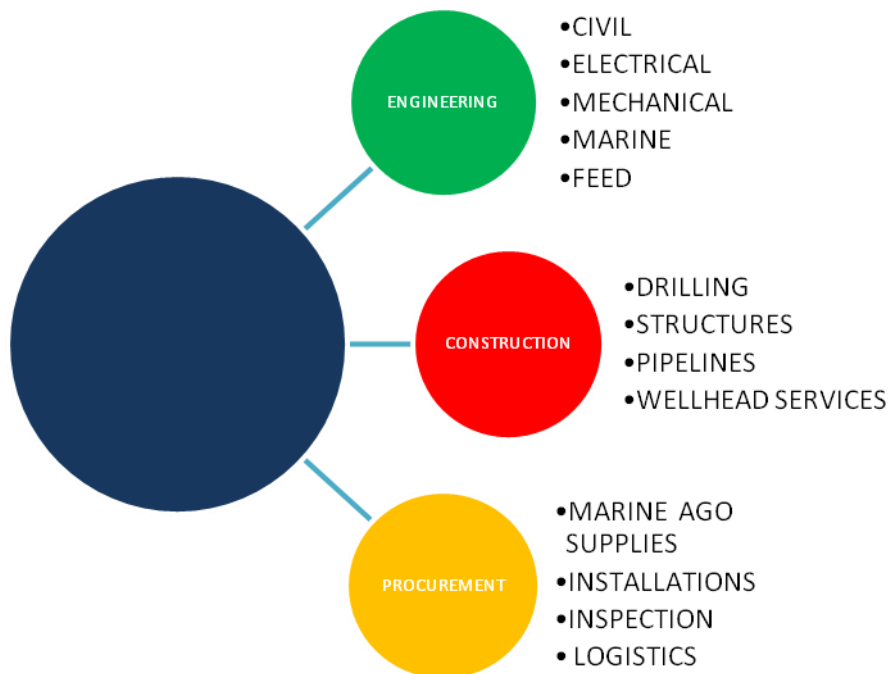 ENGINEERING
•CIVIL
•ELECTRICAL
•MECHANICAL
•MARINE
•FEED
CONSTRUCTION
•DRILLING
•STRUCTURES
•PIPELINES
•WELLHEAD SERVICES
PROCUREMENT
•MARINE AGO
SUPPLIES
•INSTALLATIONS
•INSPECTION
• LOGISTICS